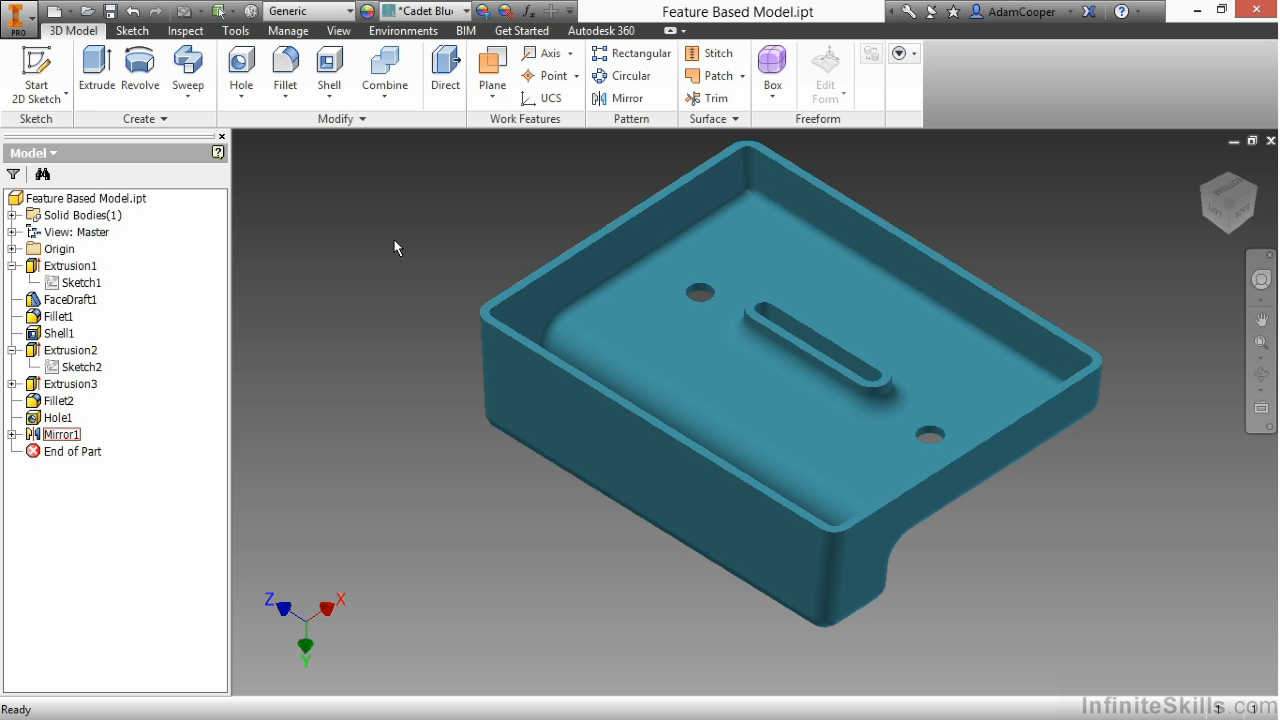 Generic
*Cadet Blu
Feature Based Model.ipt
AdamCooper
PRO
3D Model
Sketch
Inspect
Tools
Manage
View
Environments
BIM
Get Started
Autodesk 360
Start
2D Sketch
Extrude
Revolve
Sweep
Hole
Fillet
Shell
Combine
Direct
Plane
Axis
Point
UCS
Rectangular
Circular
Mirror
Stitch
Patch
Trim
Box
Edit
Form
Sketch
Create
Modify
Work Features
Pattern
Surface
Freeform
Model
Feature Based Model.ipt
Solid Bodies(1)
View: Master
Origin
Extrusion1
Sketch1
FaceDraft1
Fillet1
Shell1
Extrusion2
Sketch2
Extrusion3
Fillet2
Hole1
Mirror1
End of Part
Z
X
Y
Ready
1
1
InfiniteSkills.com